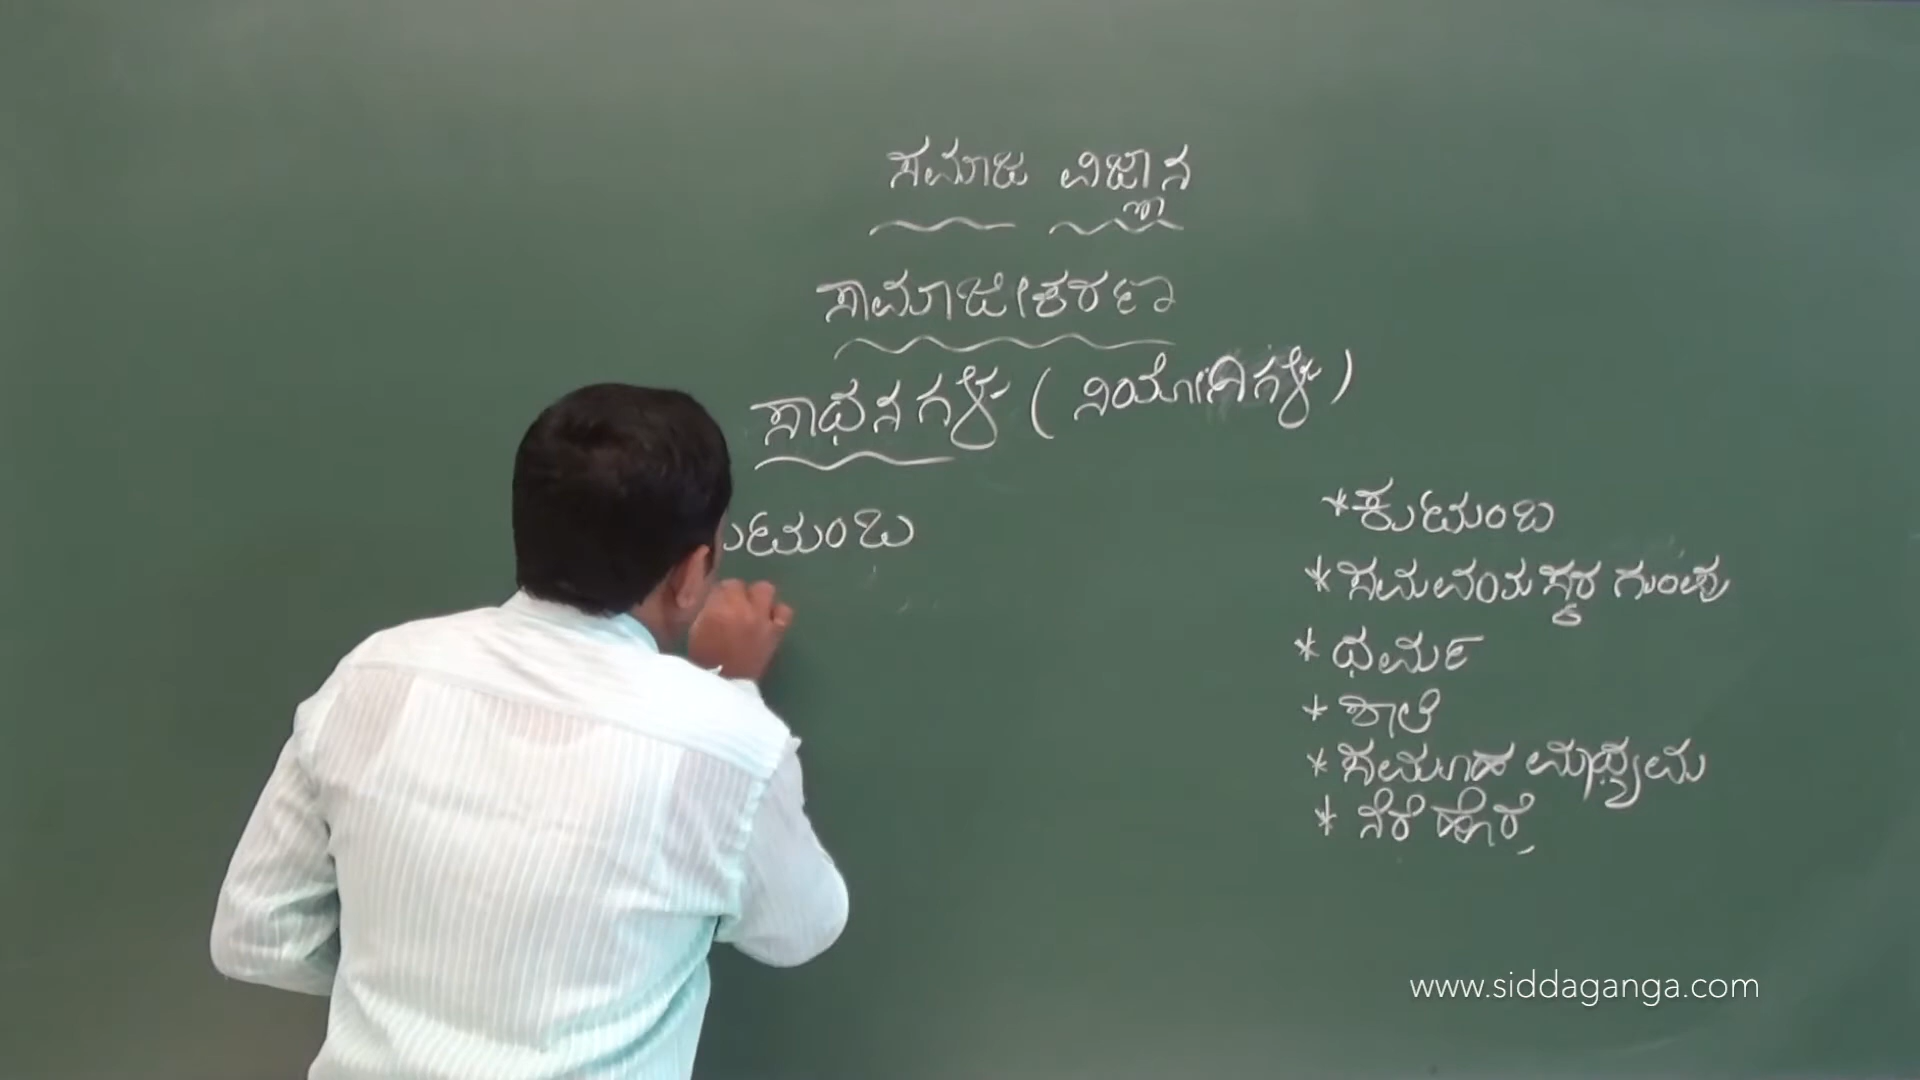 ಸಮಾಜ ವಿಜ್ಞಾನ
ಸಾಮಾಜೀಕರಣ
ಸಾಧನಗಳು ( ನಿಯೋಗಿಗಳು )
ುಟುಂಬ
* ಕುಟುಂಬ
* ಸಮವಯಸ್ಕರ ಗುಂಪು
* ಧರ್ಮ
* ಶಾಲೆ
* ಸಮೂಹ ಮಾಧ್ಯಮ
* ನೆರೆಹೊರೆ
www.siddaganga.com